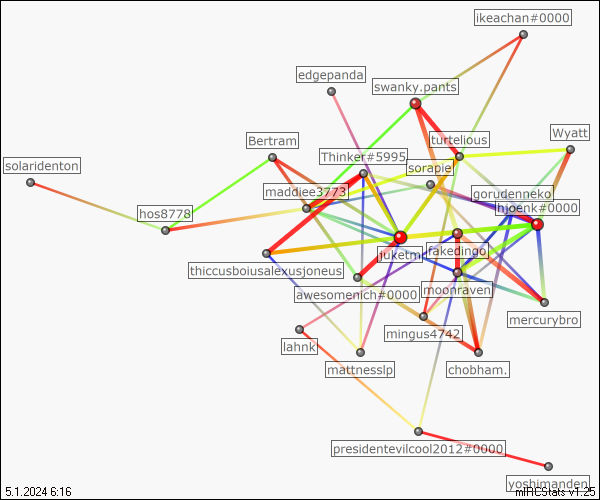 ikeachan#0000
edgepanda
swanky.pants
Bertram
turtelious
Wyatt
Thinker#5995
sorapie
solaridenton
maddiee3773
gorudenneko
hos8778
hjoenk#0000
juketm
rakedingo.
thiccusboiusalexusjoneus
awesomenich#0000
moonraven
mercurybro
mingus4742
lahnk
mattnesslp
chobham.
presidentevilcool2012#0000
yoshimanden
5.1.2024 6:16
mIRCStats v1.25